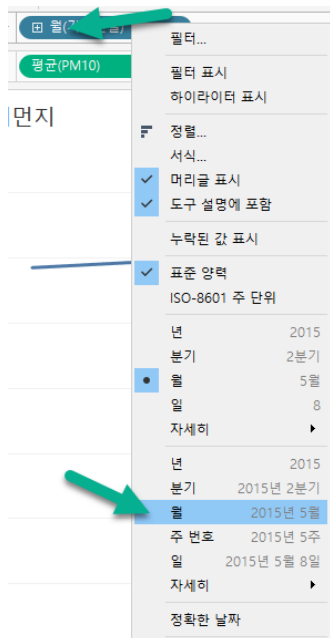 월(
평균(PM10)
먼지
필터...
필터 표시
하이라이터 표시
정렬...
서식...
머리글 표시
도구 설명에 포함
누락된 값 표시
표준 양력
ISO-8601 주 단위
년 2015
분기 2분기
월 5월
일 8
자세히
년 2015
분기 2015년 2분기
월 2015년 5월
주 번호 2015년 5주
일 2015년 5월 8일
자세히
정확한 날짜